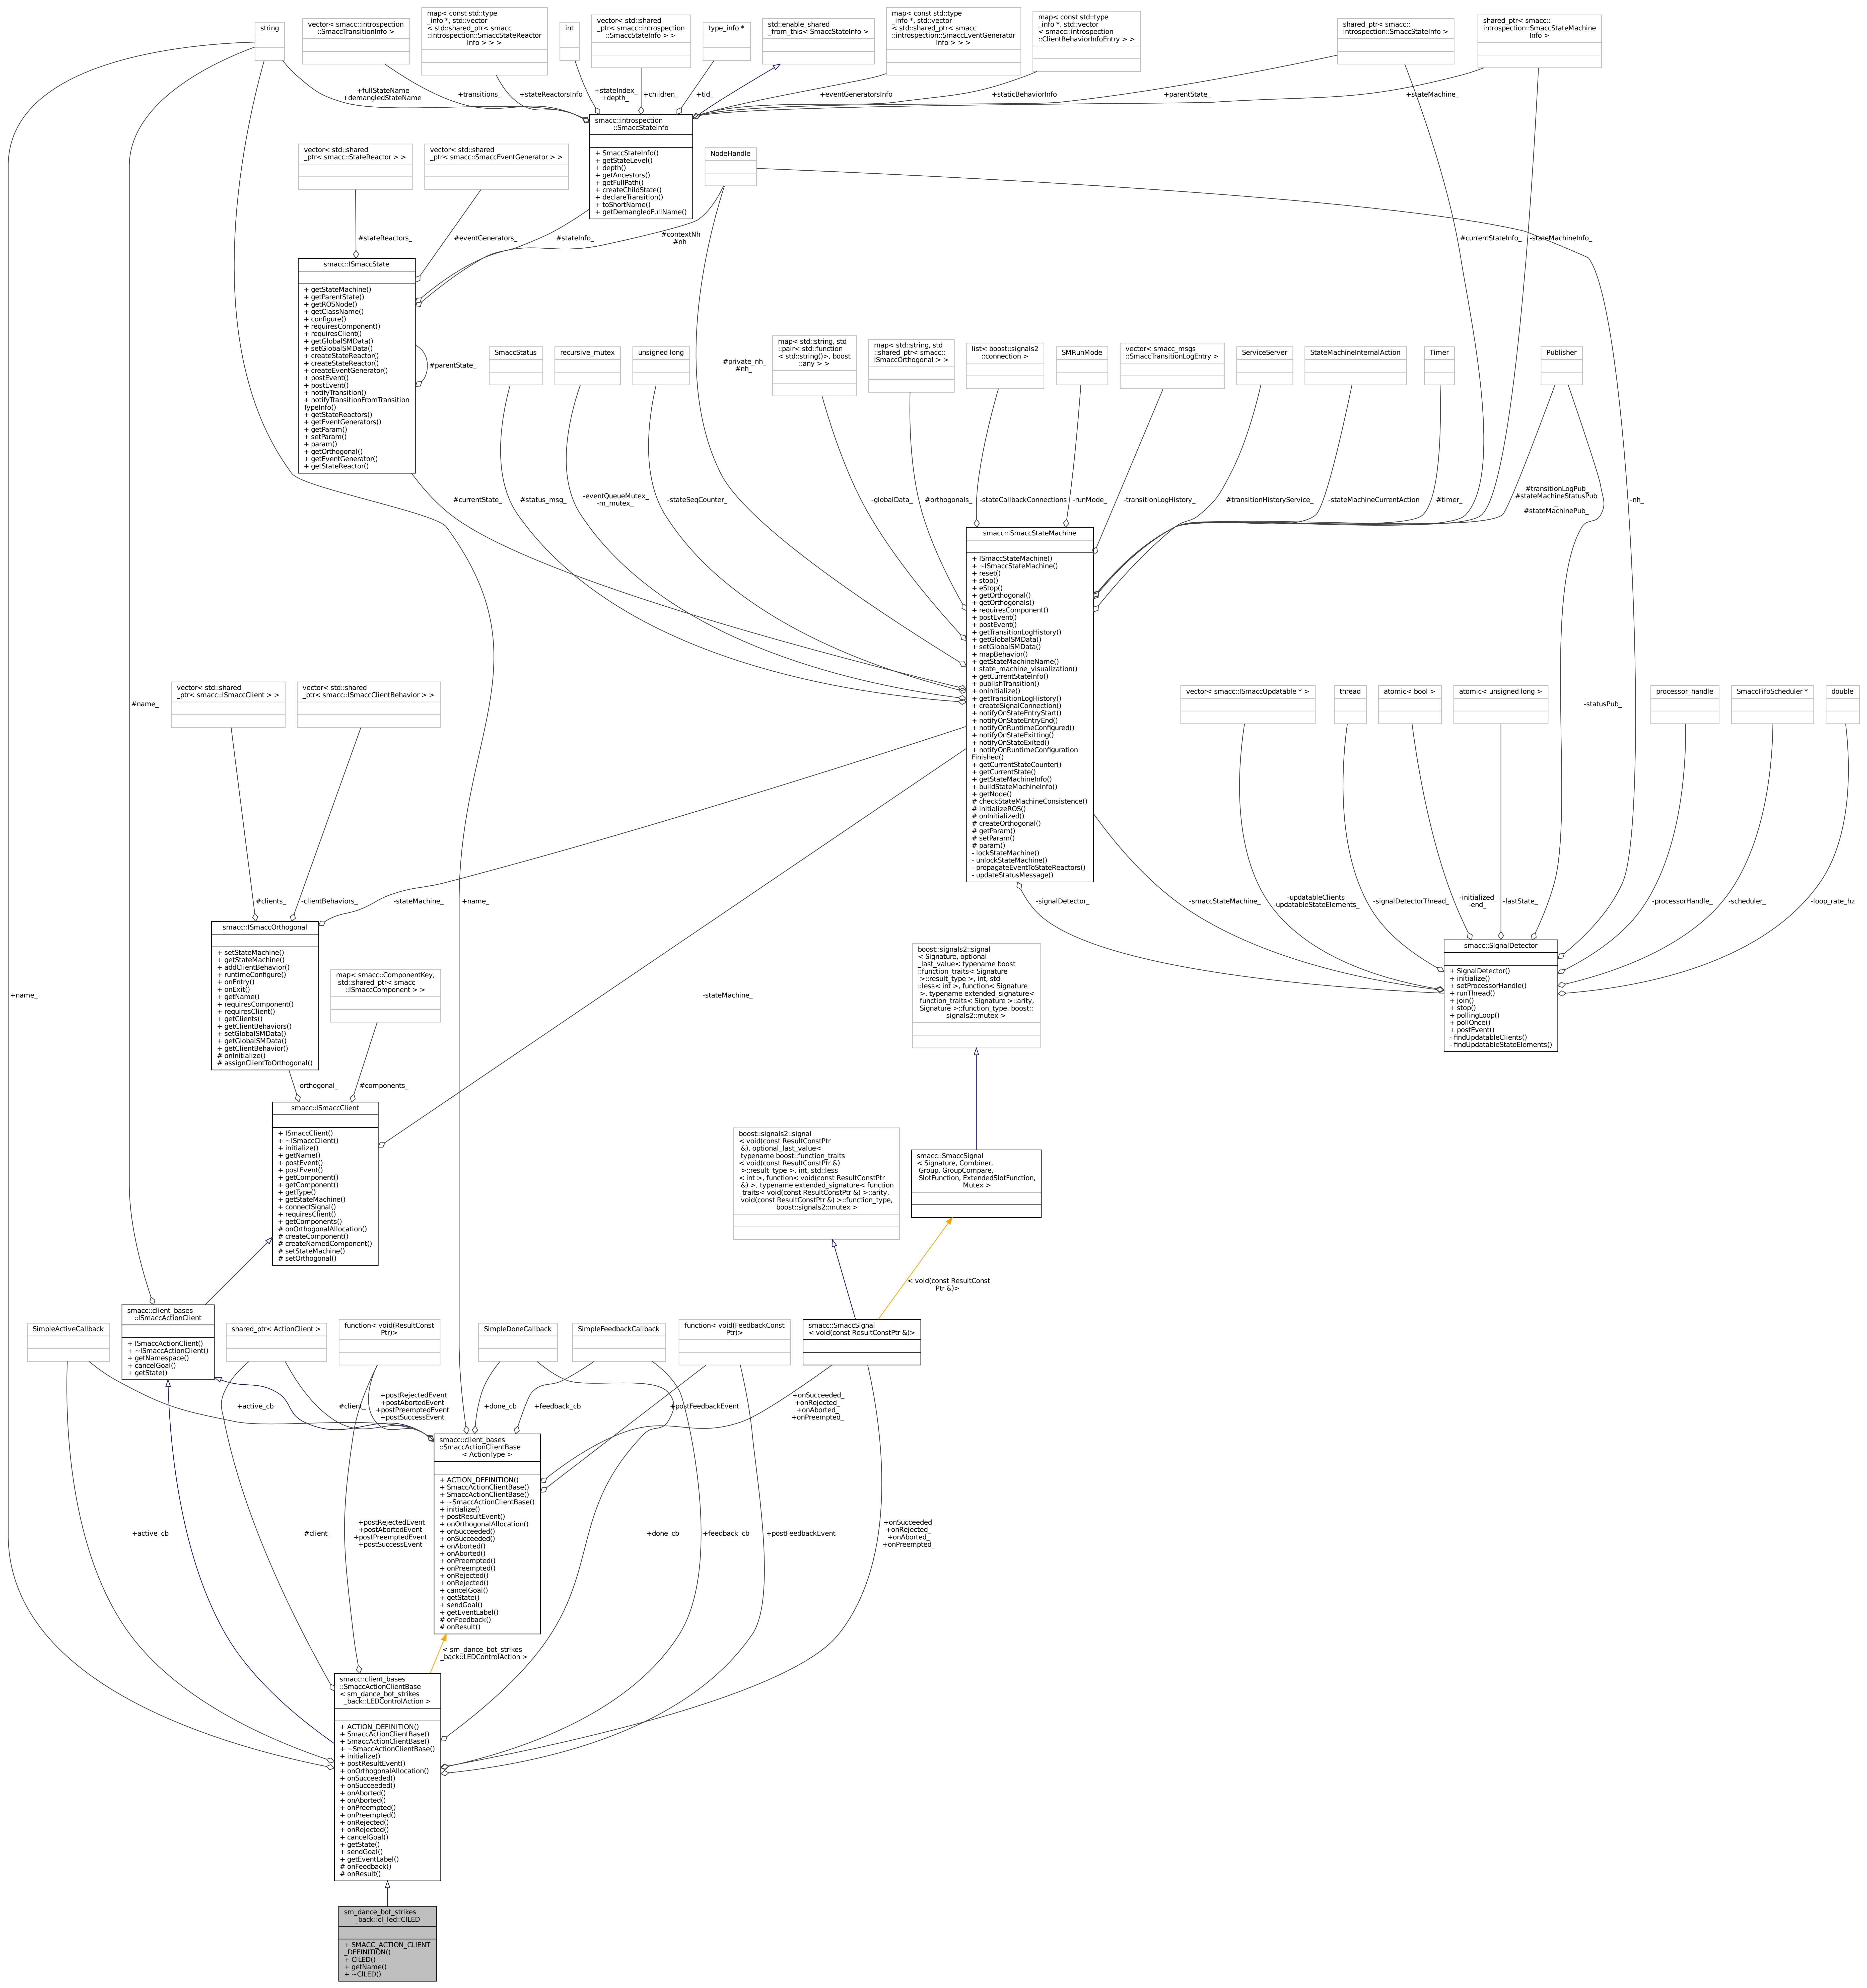 string
vector< smacc::introspection
::SmaccTransitionInfo >
map< const std::type
_info *, std::vector
< std::shared_ptr< smacc
::introspection::SmaccStateReactor
Info > > >
int
vector< std::shared
_ptr< smacc::introspection
::SmaccStateInfo > >
type_info *
std::enable_shared
_from_this< SmaccStateInfo >
map< const std::type
_info *, std::vector
< std::shared_ptr< smacc
::introspection::SmaccEventGenerator
Info > > >
map< const std::type
_info *, std::vector
< smacc::introspection
::ClientBehaviorInfoEntry > >
shared_ptr< smacc::
introspection::SmaccStateInfo >
shared_ptr< smacc::
introspection::SmaccStateMachine
Info >
+fullStateName
+demangledStateName
+transitions_
+stateReactorsInfo
+stateIndex_
+depth_
+children_
+tid_
+eventGeneratorsInfo
+staticBehaviorInfo
+parentState_
+stateMachine_
smacc::introspection
::SmaccStateInfo
+ SmaccStateInfo()
+ getStateLevel()
+ depth()
+ getAncestors()
+ getFullPath()
+ createChildState()
+ declareTransition()
+ toShortName()
+ getDemangledFullName()
vector< std::shared
_ptr< smacc::StateReactor > >
vector< std::shared
_ptr< smacc::SmaccEventGenerator > >
NodeHandle
#stateReactors_
#eventGenerators_
#stateInfo_
#contextNh
#nh
#currentStateInfo_
-stateMachineInfo_
smacc::ISmaccState
+ getStateMachine()
+ getParentState()
+ getROSNode()
+ getClassName()
+ configure()
+ requiresComponent()
+ requiresClient()
+ getGlobalSMData()
+ setGlobalSMData()
+ createStateReactor()
+ createStateReactor()
+ createEventGenerator()
+ postEvent()
+ postEvent()
+ notifyTransition()
+ notifyTransitionFromTransition
TypeInfo()
+ getStateReactors()
+ getEventGenerators()
+ getParam()
+ setParam()
+ param()
+ getOrthogonal()
+ getEventGenerator()
+ getStateReactor()
#parentState_
SmaccStatus
recursive_mutex
unsigned long
#private_nh_
#nh_
map< std::string, std
::pair< std::function
< std::string()>, boost
::any > >
map< std::string, std
::shared_ptr< smacc::
ISmaccOrthogonal > >
list< boost::signals2
::connection >
SMRunMode
vector< smacc_msgs
::SmaccTransitionLogEntry >
ServiceServer
StateMachineInternalAction
Timer
Publisher
#currentState_
#status_msg_
-eventQueueMutex_
-m_mutex_
-stateSeqCounter_
-globalData_
#orthogonals_
-stateCallbackConnections
-runMode_
-transitionLogHistory_
#transitionHistoryService_
-stateMachineCurrentAction
#timer_
#transitionLogPub_
#stateMachineStatusPub
_
#stateMachinePub_
-nh_
smacc::ISmaccStateMachine
+ ISmaccStateMachine()
+ ~ISmaccStateMachine()
+ reset()
+ stop()
+ eStop()
+ getOrthogonal()
+ getOrthogonals()
+ requiresComponent()
+ postEvent()
+ postEvent()
+ getTransitionLogHistory()
+ getGlobalSMData()
+ setGlobalSMData()
+ mapBehavior()
+ getStateMachineName()
+ state_machine_visualization()
+ getCurrentStateInfo()
+ publishTransition()
+ onInitialize()
+ getTransitionLogHistory()
+ createSignalConnection()
+ notifyOnStateEntryStart()
+ notifyOnStateEntryEnd()
+ notifyOnRuntimeConfigured()
+ notifyOnStateExitting()
+ notifyOnStateExited()
+ notifyOnRuntimeConfiguration
Finished()
+ getCurrentStateCounter()
+ getCurrentState()
+ getStateMachineInfo()
+ buildStateMachineInfo()
+ getNode()
# checkStateMachineConsistence()
# initializeROS()
# onInitialized()
# createOrthogonal()
# getParam()
# setParam()
# param()
- lockStateMachine()
- unlockStateMachine()
- propagateEventToStateReactors()
- updateStatusMessage()
#name_
vector< std::shared
_ptr< smacc::ISmaccClient > >
vector< std::shared
_ptr< smacc::ISmaccClientBehavior > >
vector< smacc::ISmaccUpdatable * >
thread
atomic< bool >
atomic< unsigned long >
-statusPub_
processor_handle
SmaccFifoScheduler *
double
#clients_
-clientBehaviors_
-stateMachine_
+name_
-signalDetector_
-smaccStateMachine_
-updatableClients_
-updatableStateElements_
-signalDetectorThread_
-initialized_
-end_
-lastState_
-processorHandle_
-scheduler_
-loop_rate_hz
smacc::ISmaccOrthogonal
+ setStateMachine()
+ getStateMachine()
+ addClientBehavior()
+ runtimeConfigure()
+ onEntry()
+ onExit()
+ getName()
+ requiresComponent()
+ requiresClient()
+ getClients()
+ getClientBehaviors()
+ setGlobalSMData()
+ getGlobalSMData()
+ getClientBehavior()
# onInitialize()
# assignClientToOrthogonal()
map< smacc::ComponentKey,
std::shared_ptr< smacc
::ISmaccComponent > >
boost::signals2::signal
< Signature, optional
_last_value< typename boost
::function_traits< Signature
>::result_type >, int, std
::less< int >, function< Signature
>, typename extended_signature<
function_traits< Signature >::arity,
Signature >::function_type, boost::
signals2::mutex >
smacc::SignalDetector
+ SignalDetector()
+ initialize()
+ setProcessorHandle()
+ runThread()
+ join()
+ stop()
+ pollingLoop()
+ pollOnce()
+ postEvent()
- findUpdatableClients()
- findUpdatableStateElements()
+name_
-stateMachine_
-orthogonal_
#components_
smacc::ISmaccClient
+ ISmaccClient()
+ ~ISmaccClient()
+ initialize()
+ getName()
+ postEvent()
+ postEvent()
+ getComponent()
+ getComponent()
+ getType()
+ getStateMachine()
+ connectSignal()
+ requiresClient()
+ getComponents()
# onOrthogonalAllocation()
# createComponent()
# createNamedComponent()
# setStateMachine()
# setOrthogonal()
boost::signals2::signal
< void(const ResultConstPtr
&), optional_last_value<
typename boost::function_traits
< void(const ResultConstPtr &)
>::result_type >, int, std::less
< int >, function< void(const ResultConstPtr
&) >, typename extended_signature< function
_traits< void(const ResultConstPtr &) >::arity,
void(const ResultConstPtr &) >::function_type,
boost::signals2::mutex >
smacc::SmaccSignal
< Signature, Combiner,
Group, GroupCompare,
SlotFunction, ExtendedSlotFunction,
Mutex >
< void(const ResultConst
Ptr &)>
smacc::client_bases
::ISmaccActionClient
+ ISmaccActionClient()
+ ~ISmaccActionClient()
+ getNamespace()
+ cancelGoal()
+ getState()
SimpleActiveCallback
shared_ptr< ActionClient >
function< void(ResultConst
Ptr)>
SimpleDoneCallback
SimpleFeedbackCallback
function< void(FeedbackConst
Ptr)>
smacc::SmaccSignal
< void(const ResultConstPtr &)>
+active_cb
#client_
+postRejectedEvent
+postAbortedEvent
+postPreemptedEvent
+postSuccessEvent
+done_cb
+feedback_cb
+postFeedbackEvent
+onSucceeded_
+onRejected_
+onAborted_
+onPreempted_
smacc::client_bases
::SmaccActionClientBase
< ActionType >
+ ACTION_DEFINITION()
+ SmaccActionClientBase()
+ SmaccActionClientBase()
+ ~SmaccActionClientBase()
+ initialize()
+ postResultEvent()
+ onOrthogonalAllocation()
+ onSucceeded()
+ onSucceeded()
+ onAborted()
+ onAborted()
+ onPreempted()
+ onPreempted()
+ onRejected()
+ onRejected()
+ cancelGoal()
+ getState()
+ sendGoal()
+ getEventLabel()
# onFeedback()
# onResult()
+active_cb
#client_
+postRejectedEvent
+postAbortedEvent
+postPreemptedEvent
+postSuccessEvent
+done_cb
+feedback_cb
+postFeedbackEvent
+onSucceeded_
+onRejected_
+onAborted_
+onPreempted_
< sm_dance_bot_strikes
_back::LEDControlAction >
smacc::client_bases
::SmaccActionClientBase
< sm_dance_bot_strikes
_back::LEDControlAction >
+ ACTION_DEFINITION()
+ SmaccActionClientBase()
+ SmaccActionClientBase()
+ ~SmaccActionClientBase()
+ initialize()
+ postResultEvent()
+ onOrthogonalAllocation()
+ onSucceeded()
+ onSucceeded()
+ onAborted()
+ onAborted()
+ onPreempted()
+ onPreempted()
+ onRejected()
+ onRejected()
+ cancelGoal()
+ getState()
+ sendGoal()
+ getEventLabel()
# onFeedback()
# onResult()
sm_dance_bot_strikes
_back::cl_led::ClLED
+ SMACC_ACTION_CLIENT
_DEFINITION()
+ ClLED()
+ getName()
+ ~ClLED()